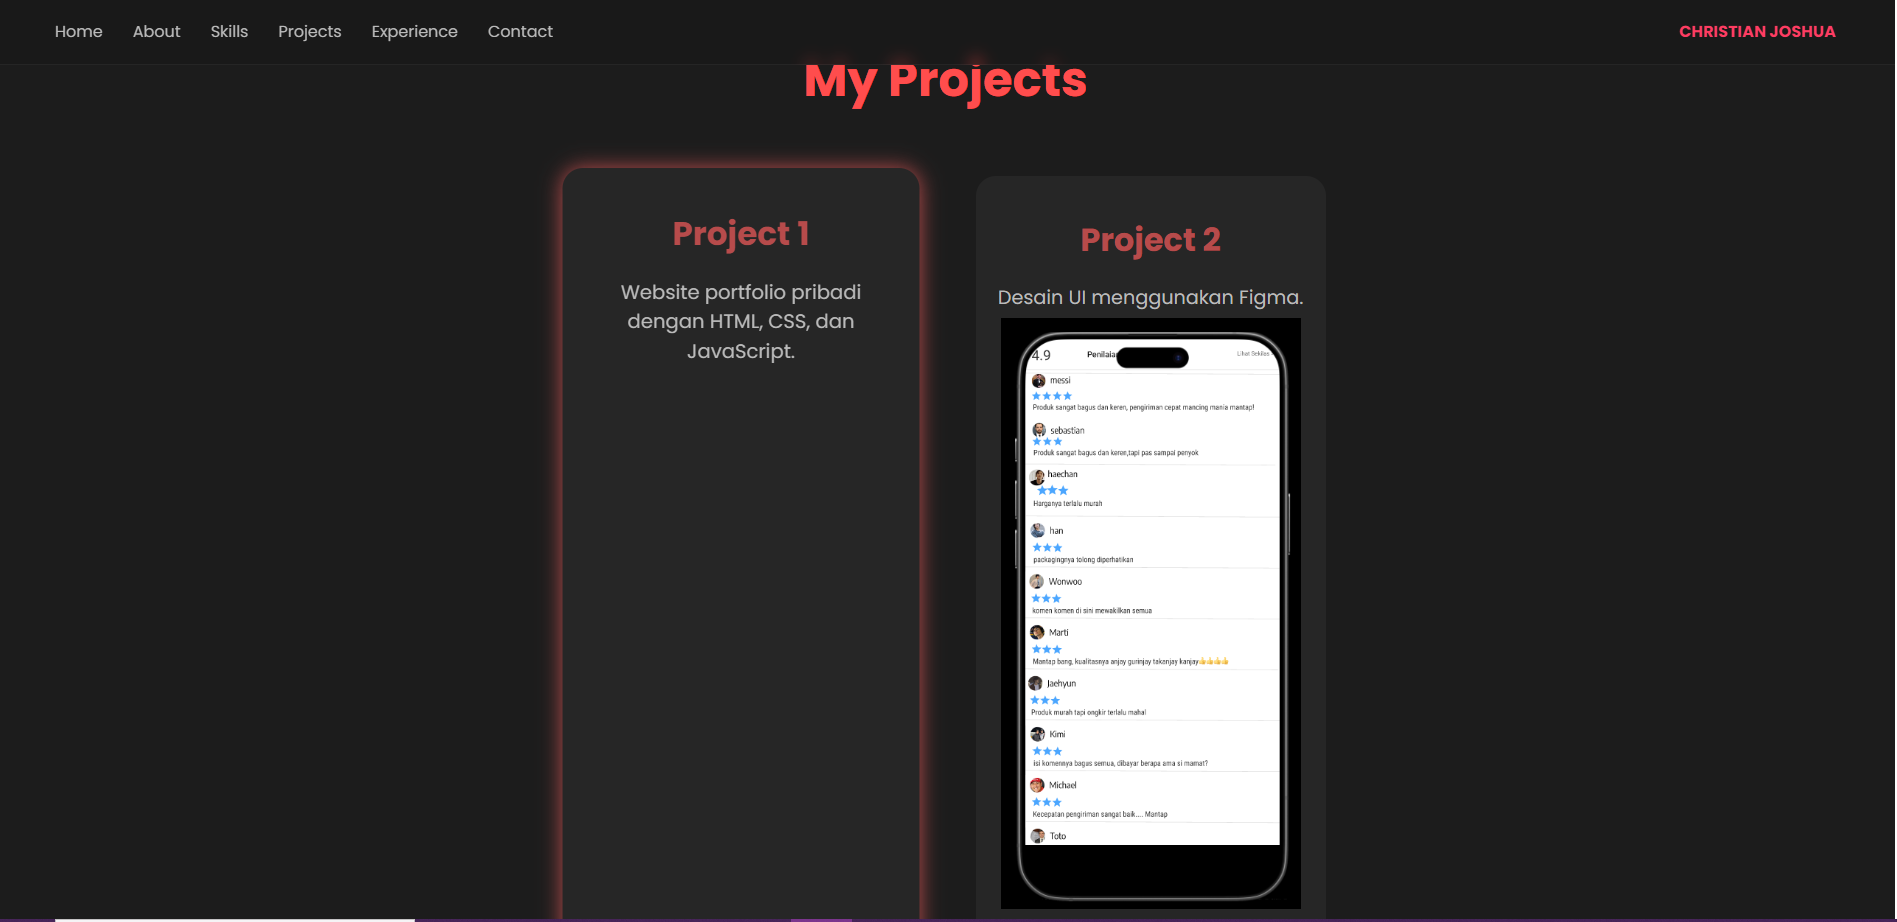 Home About Skills Projects Experience Contact CHRISTIAN JOSHUA
My Projects
Project 1
Website portfolio pribadi
dengan HTML, CSS, dan
JavaScript.
Project 2
Desain UI menggunakan Figma.
4.9 Lihat Sekilas
messi
Produk sangat bagus dan keren, pengiriman cepat mancing mania mantap!
sebastian
Produk sangat bagus dan keren,tapi pas sampai penyok
haechan
Harganya terlalu murah
han
packagingnya tolong diperhatikan
Wonwoo
komen komen di sini mewakilkan semua
Marti
Mantap bang, kualitasnya anjay gurinjay takanjay kanjay👍👍👍👍
Jaehyun
Produk murah tapi ongkir terlalu mahal
Kimi
isi komennya bagus semua, dibayar berapa ama si mamat?
Michael
Kecepatan pengiriman sangat baik.... Mantap
Toto